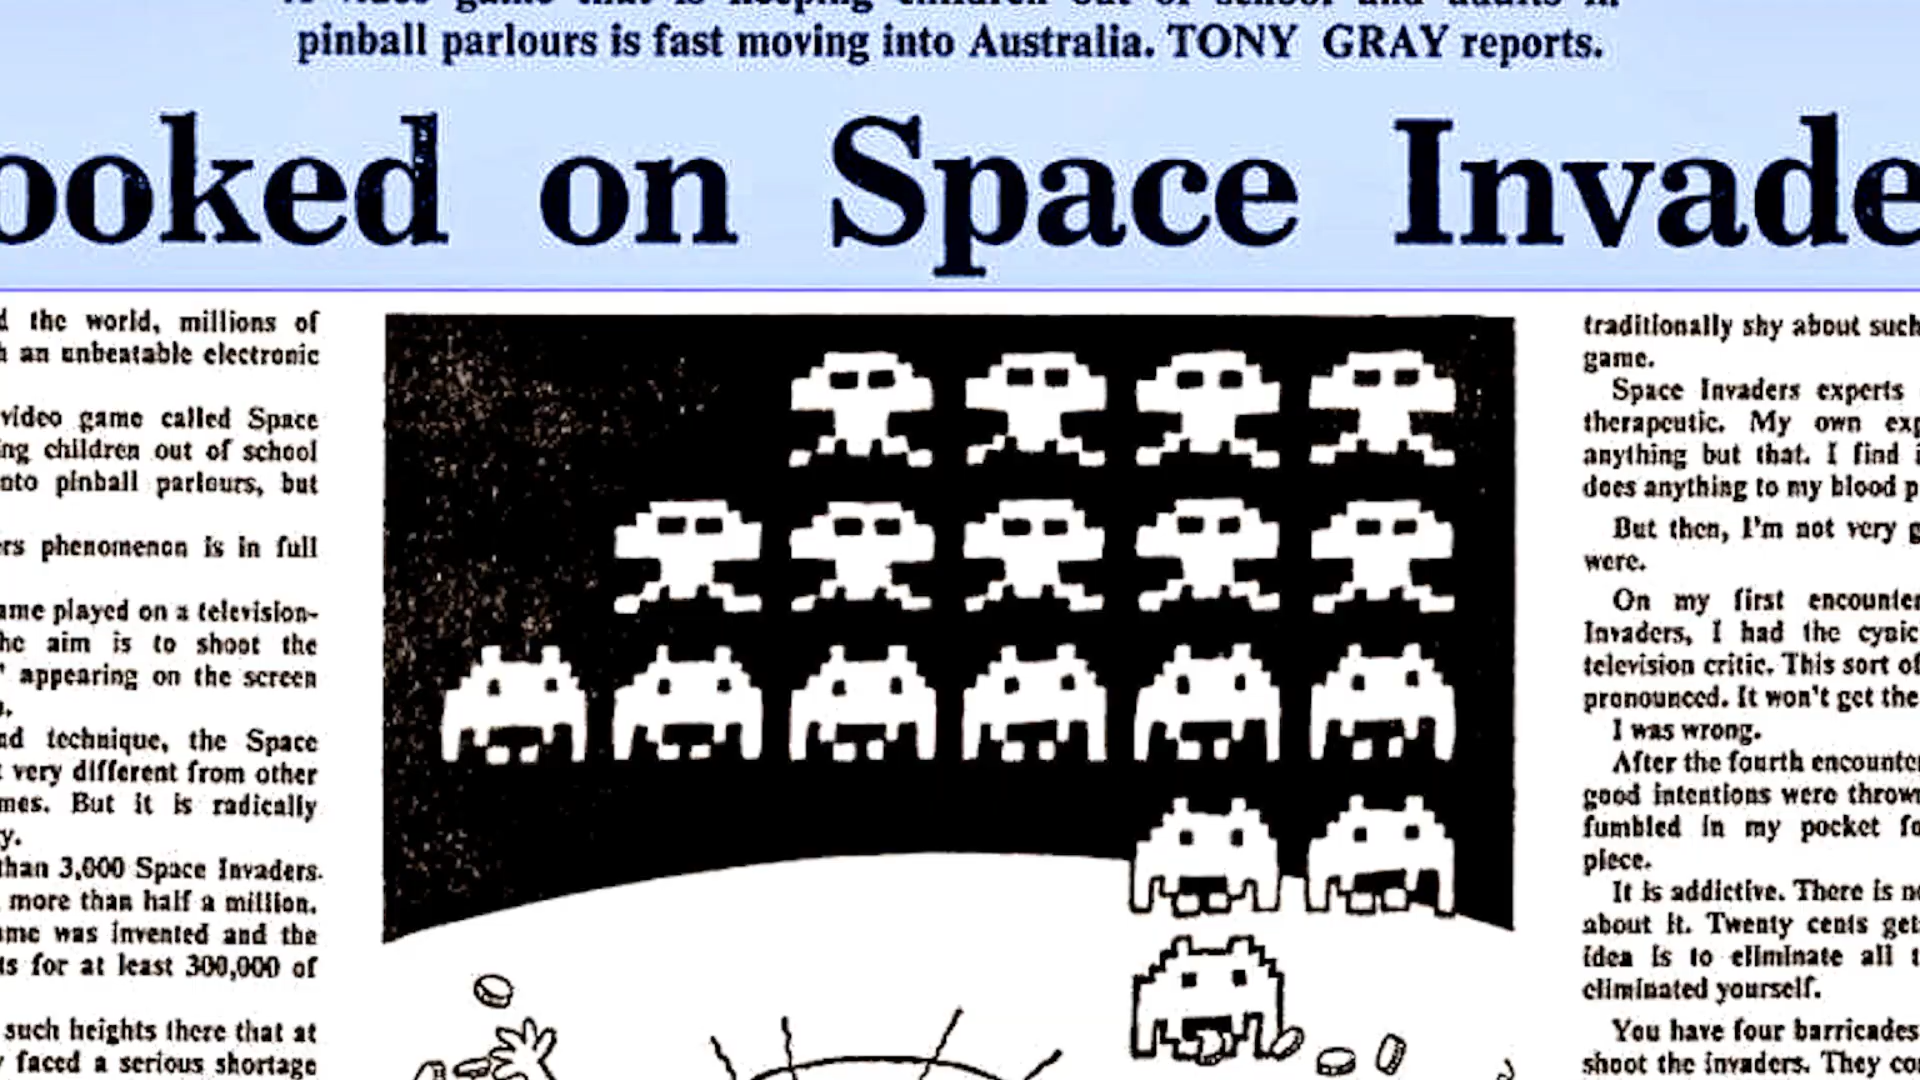 pinball parlours is fast moving into Australia. TONY GRAY reports.
ooked on Space Invade
the world, millions of
an unbeatable electronic
video game called Space
ing children out of school
nto pinball parlours, but
ers phenomenon is in full
ame played on a television-
he aim is to shoot the
" appearing on the screen
nd technique, the Space
t very different from other
mes. But it is radically
y.
than 3,000 Space Invaders.
more than half a million.
ame was invented and the
ts for at least 300,000 of
such heights there that at
faced a serious shortage
traditionally shy about such
game.
Space Invaders experts
therapeutic. My own exp
anything but that. I find i
does anything to my blood p
But then, I'm not very g
were.
On my first encounter
Invaders, I had the cynic
television critic. This sort of
pronounced. It won't get the
I was wrong.
After the fourth encounte
good intentions were thrown
fumbled in my pocket fo
piece.
It is addictive. There is no
about it. Twenty cents get
idea is to eliminate all t
eliminated yourself.
You have four barricades
shoot the invaders. They co